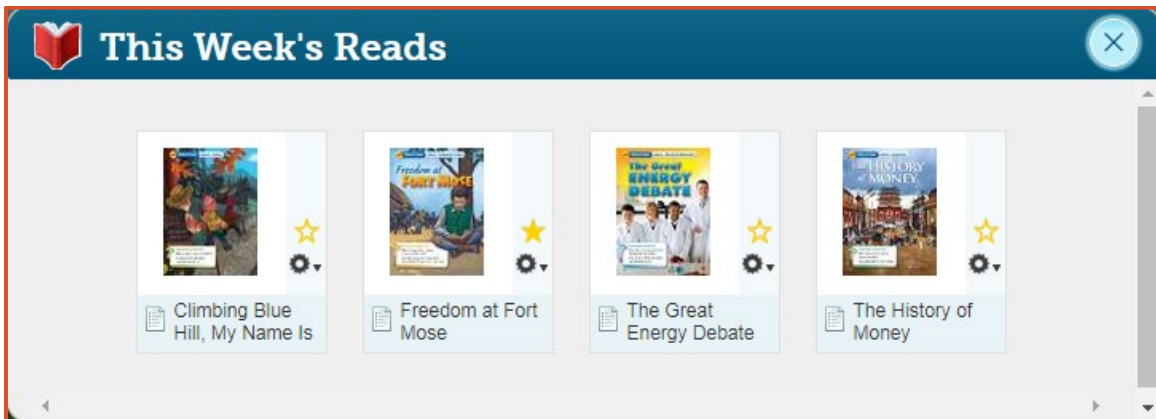 This Week's Reads
Freedom at
FORT MOSE
The Great
ENERGY
DEBATE
THE HISTORY
of MONEY
Climbing Blue
Hill, My Name Is
Freedom at Fort
Mose
The Great
Energy Debate
The History of
Money